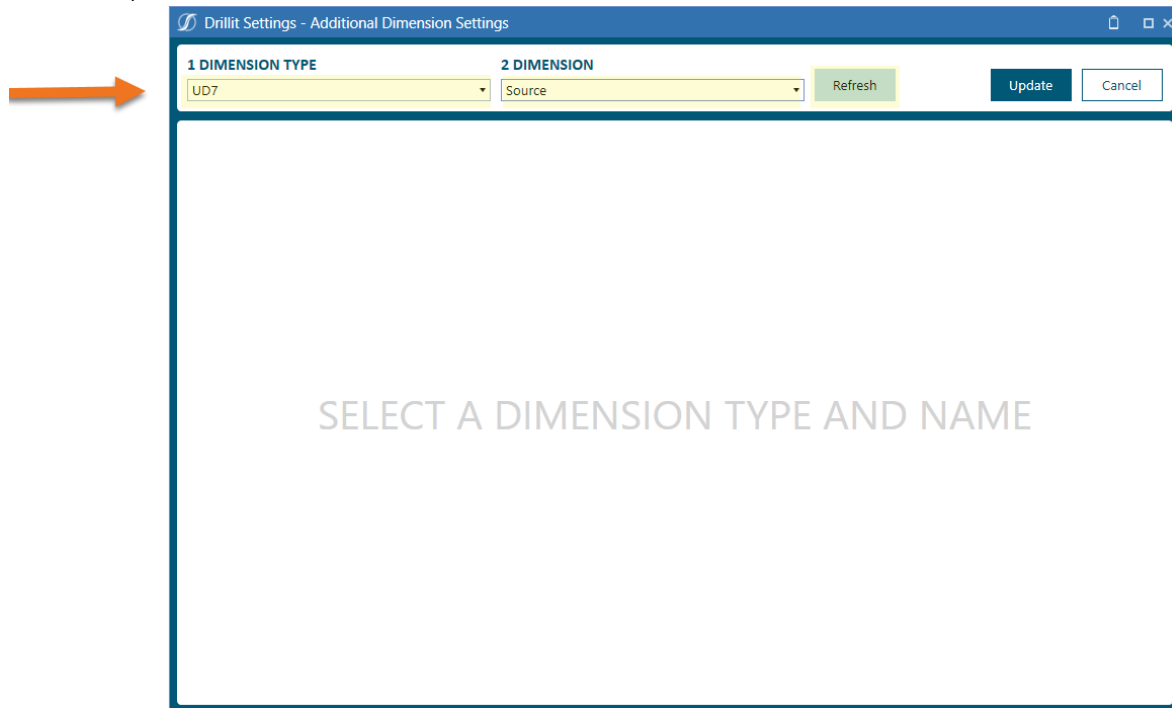 Drillit Settings - Additional Dimension Settings
1 DIMENSION TYPE
2 DIMENSION
UD7
Source
Refresh
Update
Cancel
SELECT A DIMENSION TYPE AND NAME